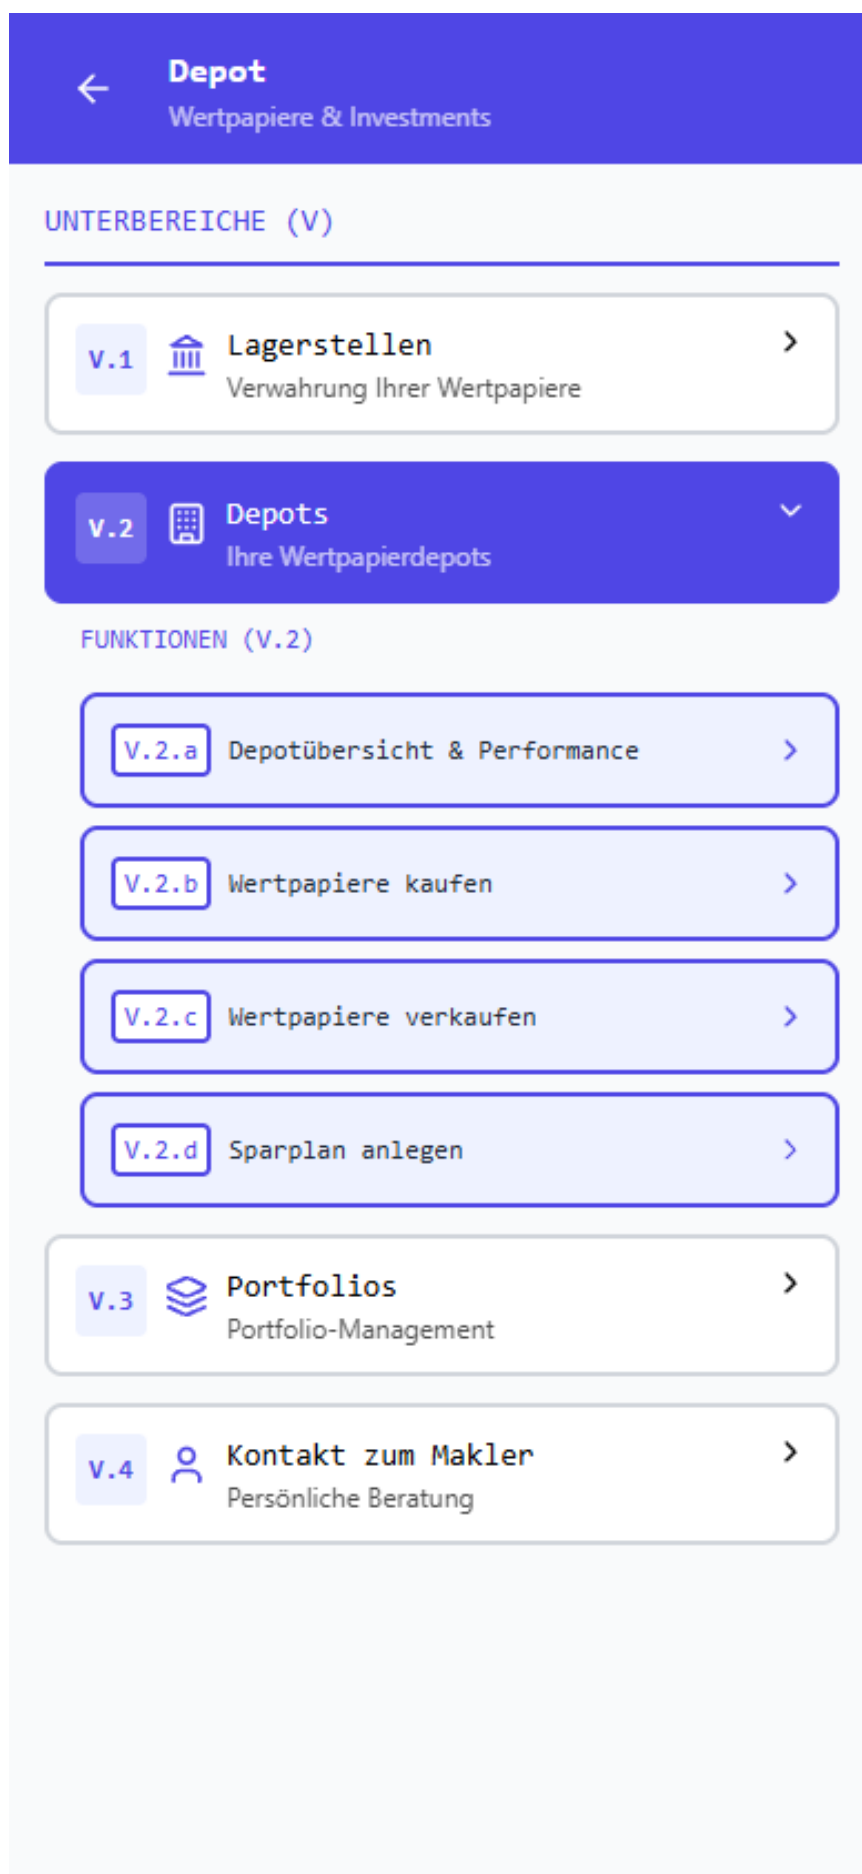 Depot
Wertpapiere & Investments
UNTERBEREICHE (V)
V.1
Lagerstellen
Verwahrung Ihrer Wertpapiere
V.2
Depots
Ihre Wertpapierdepots
FUNKTIONEN (V.2)
V.2.a Depotübersicht & Performance
V.2.b Wertpapiere kaufen
V.2.c Wertpapiere verkaufen
V.2.d Sparplan anlegen
V.3
Portfolios
Portfolio-Management
V.4
Kontakt zum Makler
Persönliche Beratung